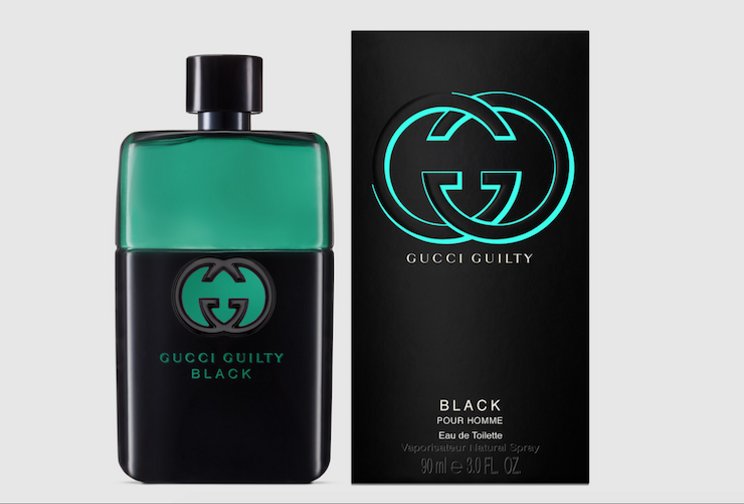 GUCCI GUILTY
BLACK
GUCCI GUILTY
BLACK
POUR HOMME
Eau de Toilette
Vaporisateur Natural Spray
90 ml e 3.0 FL. OZ.